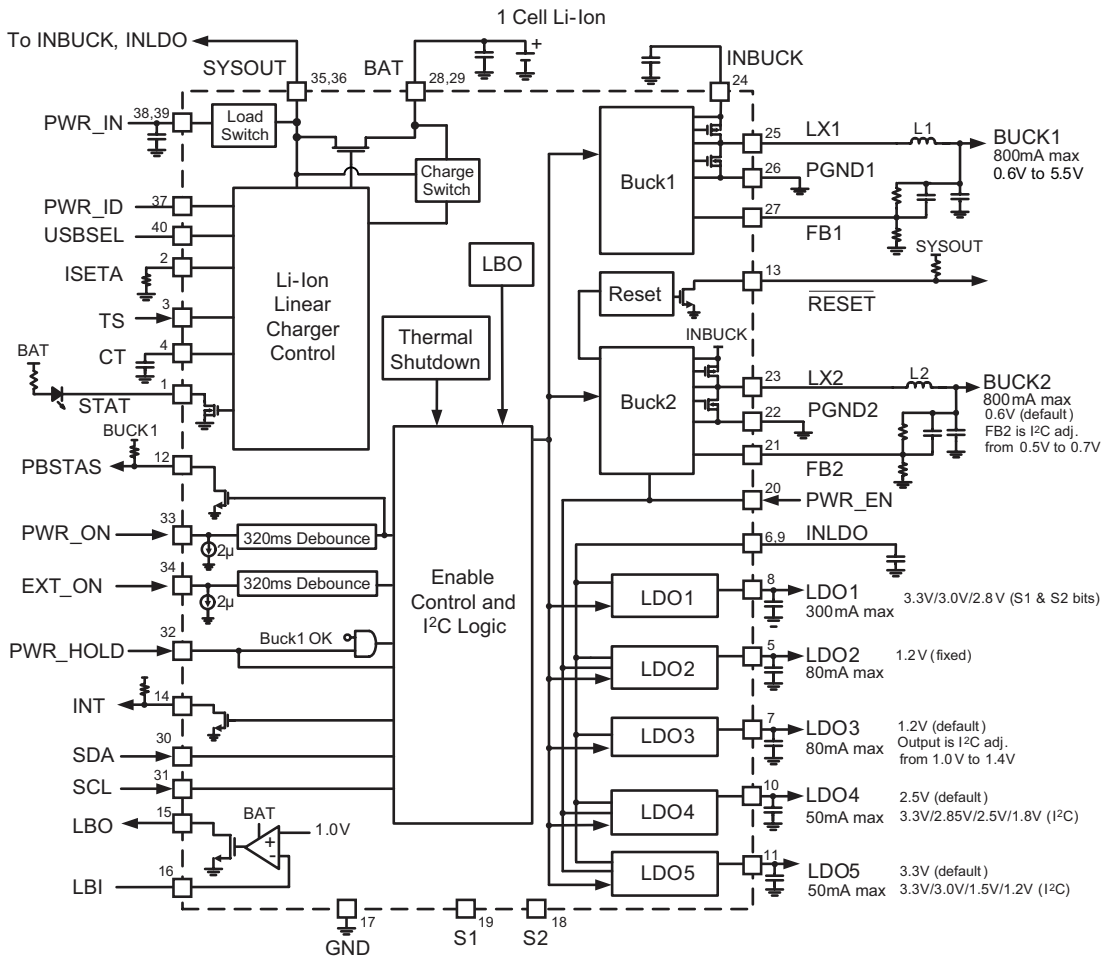 1 Cell Li-Ion
To INBUCK, INLDO
SYSOUT
35,36
BAT
28,29
INBUCK
24
PWR_IN
38,39
Load
Switch
Charge
Switch
PWR_ID
37
USBSEL
40
ISETA
2
TS
3
CT
4
BAT
STAT
1
Li-Ion
Linear
Charger
Control
Buck1
25
LX1
L1
BUCK1
800mA max
0.6V to 5.5V
26
PGND1
27
FB1
SYSOUT
LBO
Reset
13
RESET
Thermal
Shutdown
INBUCK
Buck2
23
LX2
L2
BUCK2
800mA max
0.6V (default)
FB2 is I²C adj.
from 0.5V to 0.7V
22
PGND2
21
FB2
20
PWR_EN
BUCK1
PBSTAS
12
PWR_ON
33
2µ
320ms Debounce
EXT_ON
34
2µ
320ms Debounce
PWR_HOLD
32
Buck1 OK
INT
14
SDA
30
SCL
31
LBO
15
BAT
1.0V
+
-
LBI
16
Enable
Control and
I²C Logic
6,9
INLDO
LDO1
8
LDO1
300mA max
3.3V/3.0V/2.8V (S1 & S2 bits)
LDO2
5
LDO2
80mA max
1.2V (fixed)
LDO3
7
LDO3
80mA max
1.2V (default)
Output is I²C adj.
from 1.0V to 1.4V
LDO4
10
LDO4
50mA max
2.5V (default)
3.3V/2.85V/2.5V/1.8V (I²C)
LDO5
11
LDO5
50mA max
3.3V (default)
3.3V/3.0V/1.5V/1.2V (I²C)
17
GND
19
S1
18
S2